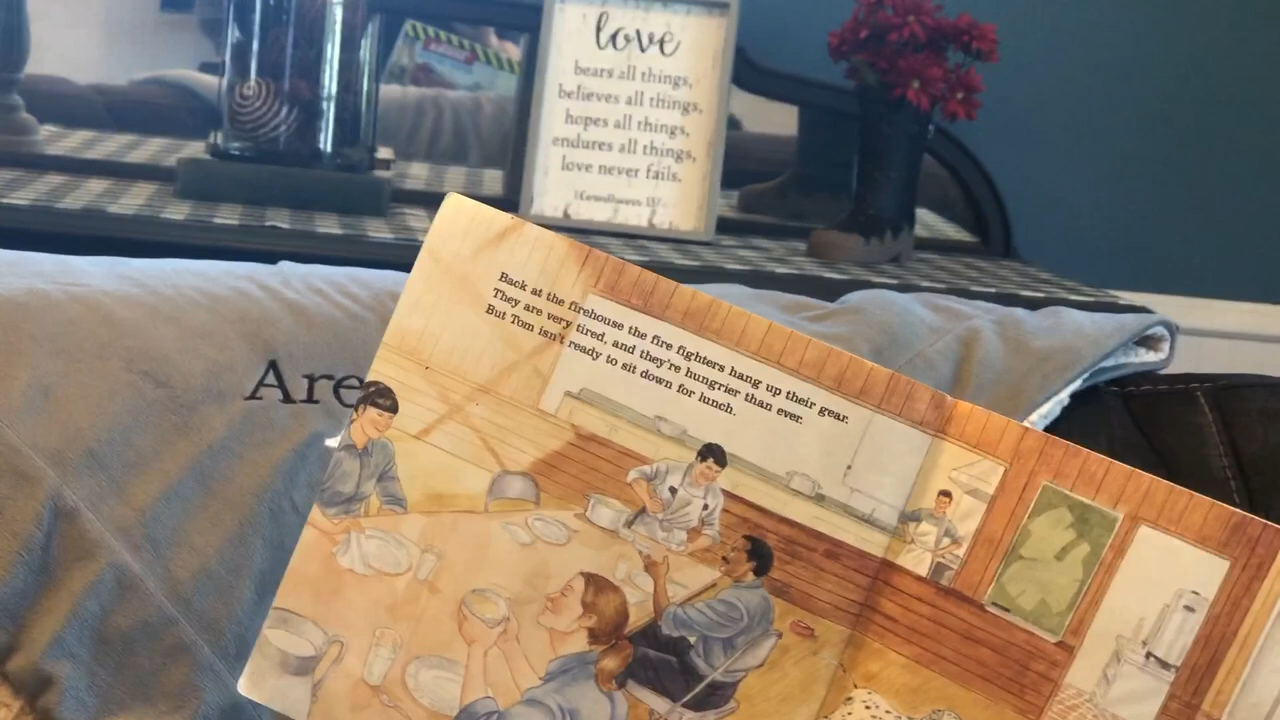 love
bears all things,
believes all things,
hopes all things,
endures all things,
love never fails.
Back at the firehouse the fire fighters hang up their gear.
They are very tired, and they're hungrier than ever.
But Tom isn't ready to sit down for lunch.
Are